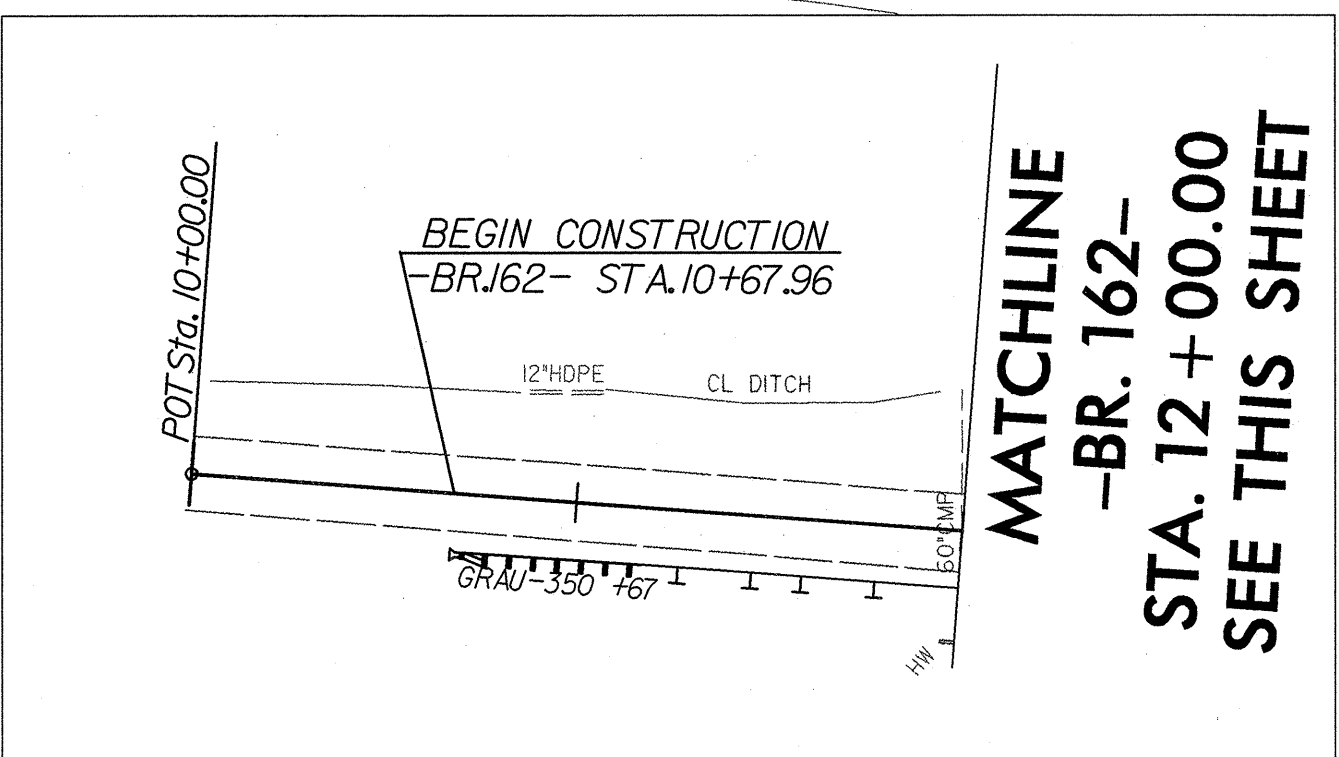 POT Sta. 10+00.00
BEGIN CONSTRUCTION
-BR.162- STA.10+67.96
12"HDPE
CL DITCH
60"CMP
GRAU-350 +67
HW
MATCHLINE
-BR. 162-
STA. 12+00.00
SEE THIS SHEET